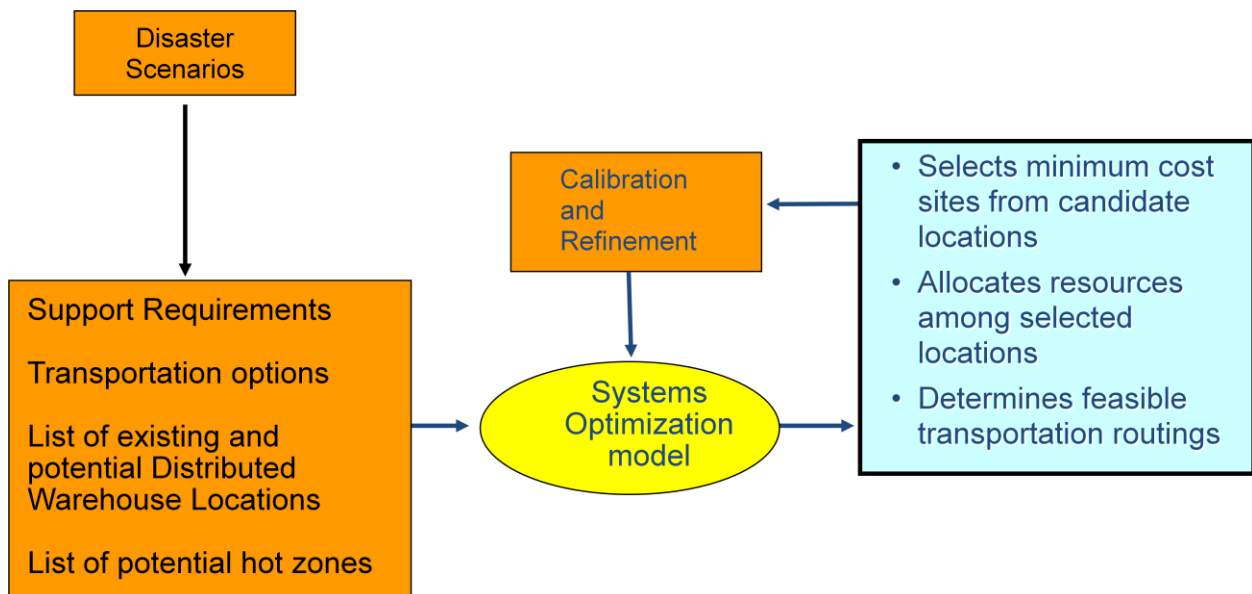 Disaster
Scenarios
Support Requirements
Transportation options
List of existing and
potential Distributed
Warehouse Locations
List of potential hot zones
Calibration
and
Refinement
Systems
Optimization
model
• Selects minimum cost
sites from candidate
locations
• Allocates resources
among selected
locations
• Determines feasible
transportation routings